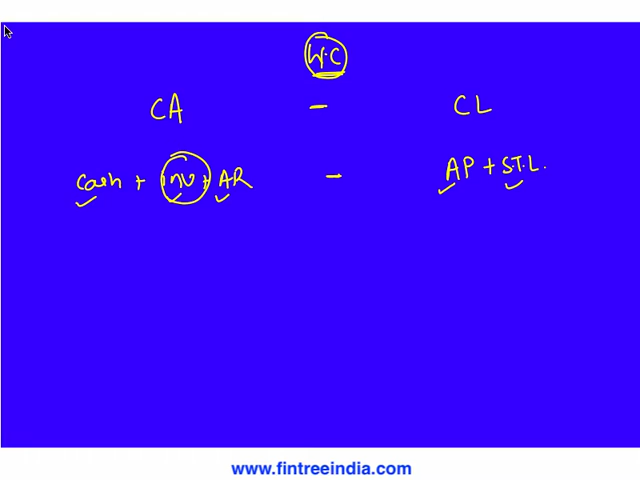 W.C
CA - CL
Cash + inv + AR - AP + S.T.L.
www.fintreeindia.com